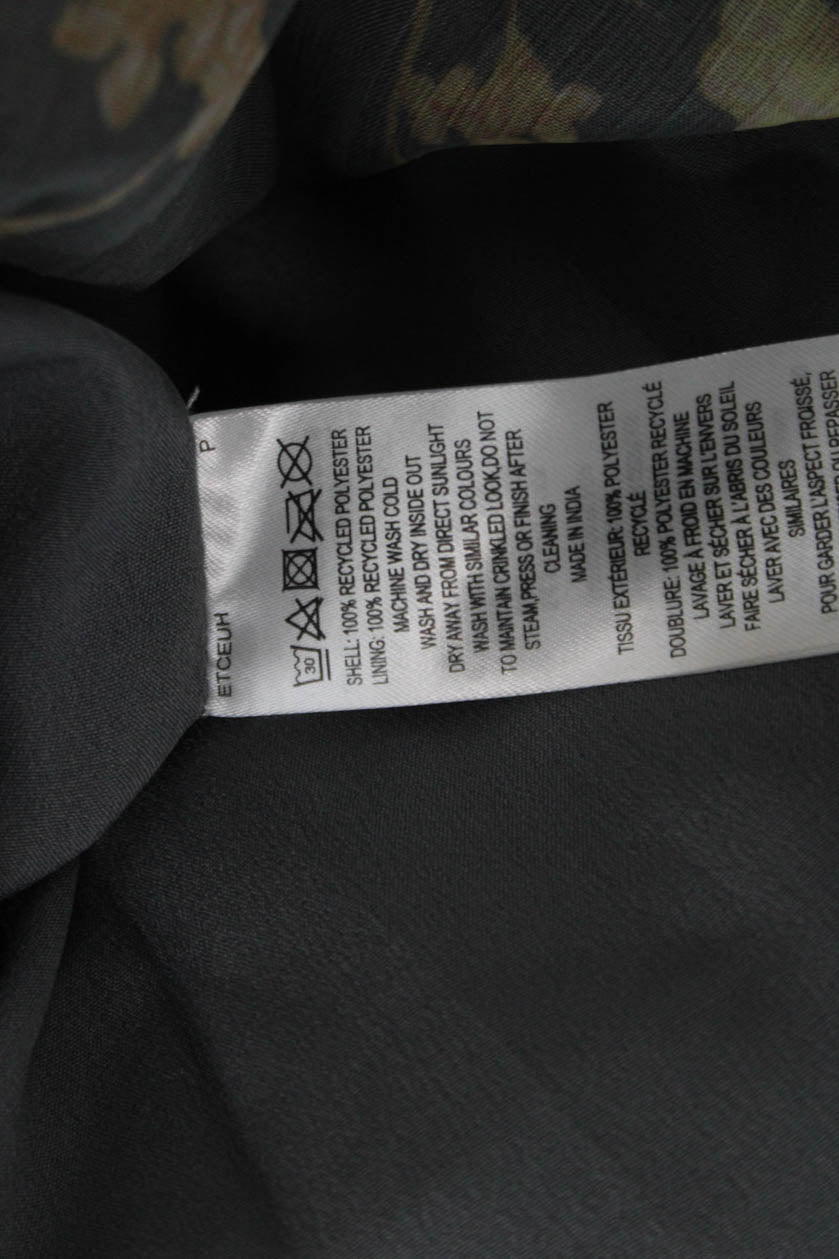 ETCEUH P
30
SHELL: 100% RECYCLED POLYESTER
LINING: 100% RECYCLED POLYESTER
MACHINE WASH COLD
WASH AND DRY INSIDE OUT
DRY AWAY FROM DIRECT SUNLIGHT
WASH WITH SIMILAR COLOURS
TO MAINTAIN CRINKLED LOOK,DO NOT
STEAM,PRESS OR FINISH AFTER
CLEANING
MADE IN INDIA
TISSU EXTÉRIEUR: 100% POLYESTER
RECYCLÉ
DOUBLURE: 100% POLYESTER RECYCLÉ
LAVAGE À FROID EN MACHINE
LAVER ET SÉCHER SUR L'ENVERS
FAIRE SÉCHER À L'ABRIS DU SOLEIL
LAVER AVEC DES COULEURS
SIMILAIRES
POUR GARDER L'ASPECT FROISSÉ,
REPASSER